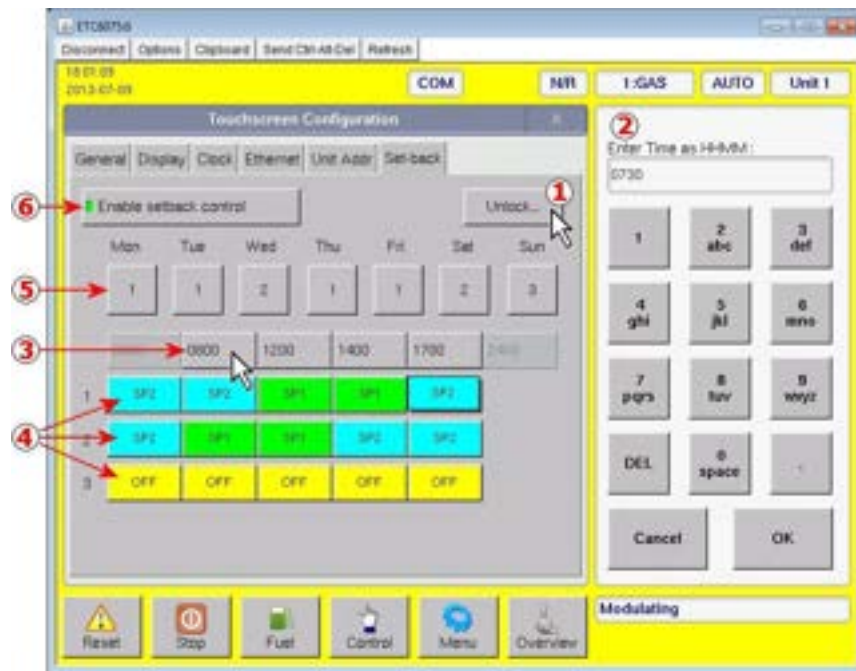 ETC60756
Disconnect Options Clipboard Send Ctrl-Alt-Del Refresh
16:01:09
2013-07-09
COM N/R 1:GAS AUTO Unit 1
Touchscreen Configuration x
General Display Clock Ethernet Unit Addr Set-back
6 Enable setback control Unlock... 1
Mon Tue Wed Thu Fri Sat Sun
5 1 1 2 1 1 2 3
3 0800 1200 1400 1700 2400
1 SP2 SP2 SP1 SP1 SP2
4 2 SP2 SP1 SP1 SP2 SP2
3 OFF OFF OFF OFF OFF
2
Enter Time as HHMM :
0730
1 2 abc 3 def
4 ghi 5 jkl 6 mno
7 pqrs 8 tuv 9 wxyz
DEL 0 space .
Cancel OK
Reset Stop Fuel Control Menu Overview
Modulating